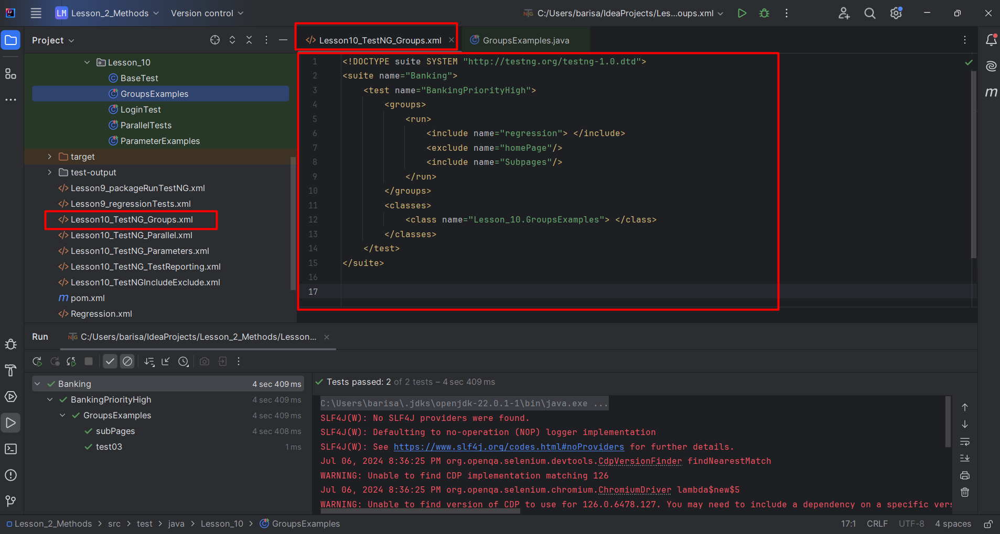 LM Lesson_2_Methods Version control C:/Users/barisa/IdeaProjects/Les...oups.xml
Project
Lesson10_TestNG_Groups.xml GroupsExamples.java
Lesson_10
BaseTest
GroupsExamples
LoginTest
ParallelTests
ParameterExamples
target
test-output
Lesson9_packageRunTestNG.xml
Lesson9_regressionTests.xml
Lesson10_TestNG_Groups.xml
Lesson10_TestNG_Parallel.xml
Lesson10_TestNG_Parameters.xml
Lesson10_TestNG_TestReporting.xml
Lesson10_TestNGIncludeExclude.xml
pom.xml
Regression.xml
1 <!DOCTYPE suite SYSTEM "http://testng.org/testng-1.0.dtd">
2 <suite name="Banking">
3 <test name="BankingPriorityHigh">
4 <groups>
5 <run>
6 <include name="regression"> </include>
7 <exclude name="homePage"/>
8 <include name="Subpages"/>
9 </run>
10 </groups>
11 <classes>
12 <class name="Lesson_10.GroupsExamples"> </class>
13 </classes>
14 </test>
15 </suite>
16
17
Run C:/Users/barisa/IdeaProjects/Lesson_2_Methods/Lesson...
Banking 4 sec 409 ms
BankingPriorityHigh 4 sec 409 ms
GroupsExamples 4 sec 409 ms
subPages 4 sec 408 ms
test03 1 ms
Tests passed: 2 of 2 tests – 4 sec 409 ms
C:\Users\barisa\.jdks\openjdk-22.0.1-1\bin\java.exe ...
SLF4J(W): No SLF4J providers were found.
SLF4J(W): Defaulting to no-operation (NOP) logger implementation
SLF4J(W): See https://www.slf4j.org/codes.html#noProviders for further details.
Jul 06, 2024 8:36:25 PM org.openqa.selenium.devtools.CdpVersionFinder findNearestMatch
WARNING: Unable to find CDP implementation matching 126
Jul 06, 2024 8:36:25 PM org.openqa.selenium.chromium.ChromiumDriver lambda$new$5
WARNING: Unable to find version of CDP to use for 126.0.6478.127. You may need to include a dependency on a specific vers
Lesson_2_Methods > src > test > java > Lesson_10 > GroupsExamples 17:1 CRLF UTF-8 4 spaces